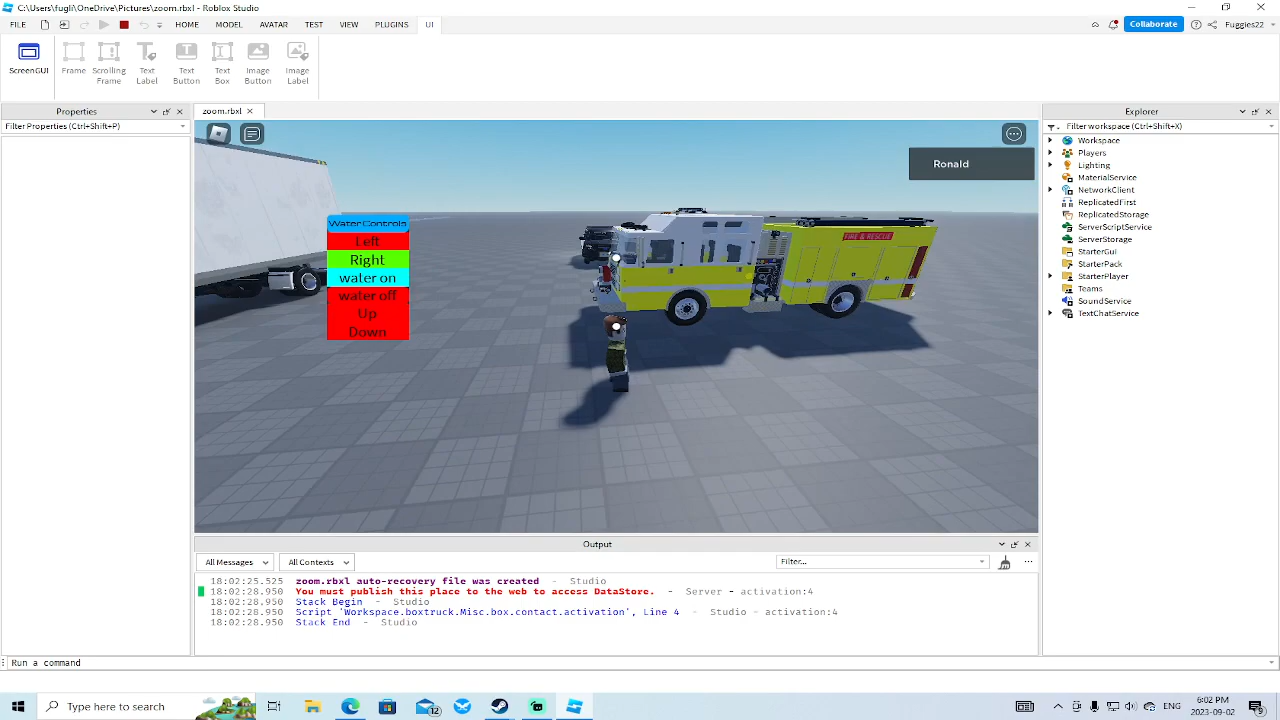 C:\Users\fugli\OneDrive\Pictures\zoom.rbxl - Roblox Studio
FILE HOME MODEL AVATAR TEST VIEW PLUGINS UI
Collaborate
Fuggies22
ScreenGUI
Frame
Scrolling Frame
Text Label
Text Button
Text Box
Image Button
Image Label
Properties
zoom.rbxl
Explorer
Filter Properties (Ctrl+Shift+P)
Filter workspace (Ctrl+Shift+X)
Workspace
Players
Lighting
MaterialService
NetworkClient
ReplicatedFirst
ReplicatedStorage
ServerScriptService
ServerStorage
StarterGui
StarterPack
StarterPlayer
Teams
SoundService
TextChatService
Ronald
Water Controls
Left
Right
water on
water off
Up
Down
FIRE & RESCUE
Output
All Messages
All Contexts
Filter...
18:02:25.525 zoom.rbxl auto-recovery file was created - Studio
18:02:28.950 You must publish this place to the web to access DataStore. - Server - activation:4
18:02:28.950 Stack Begin - Studio
18:02:28.950 Script 'Workspace.boxtruck.Misc.box.contact.activation', Line 4 - Studio - activation:4
18:02:28.950 Stack End - Studio
Run a command
Type here to search
12
ENG
6:02 PM
2023-09-02